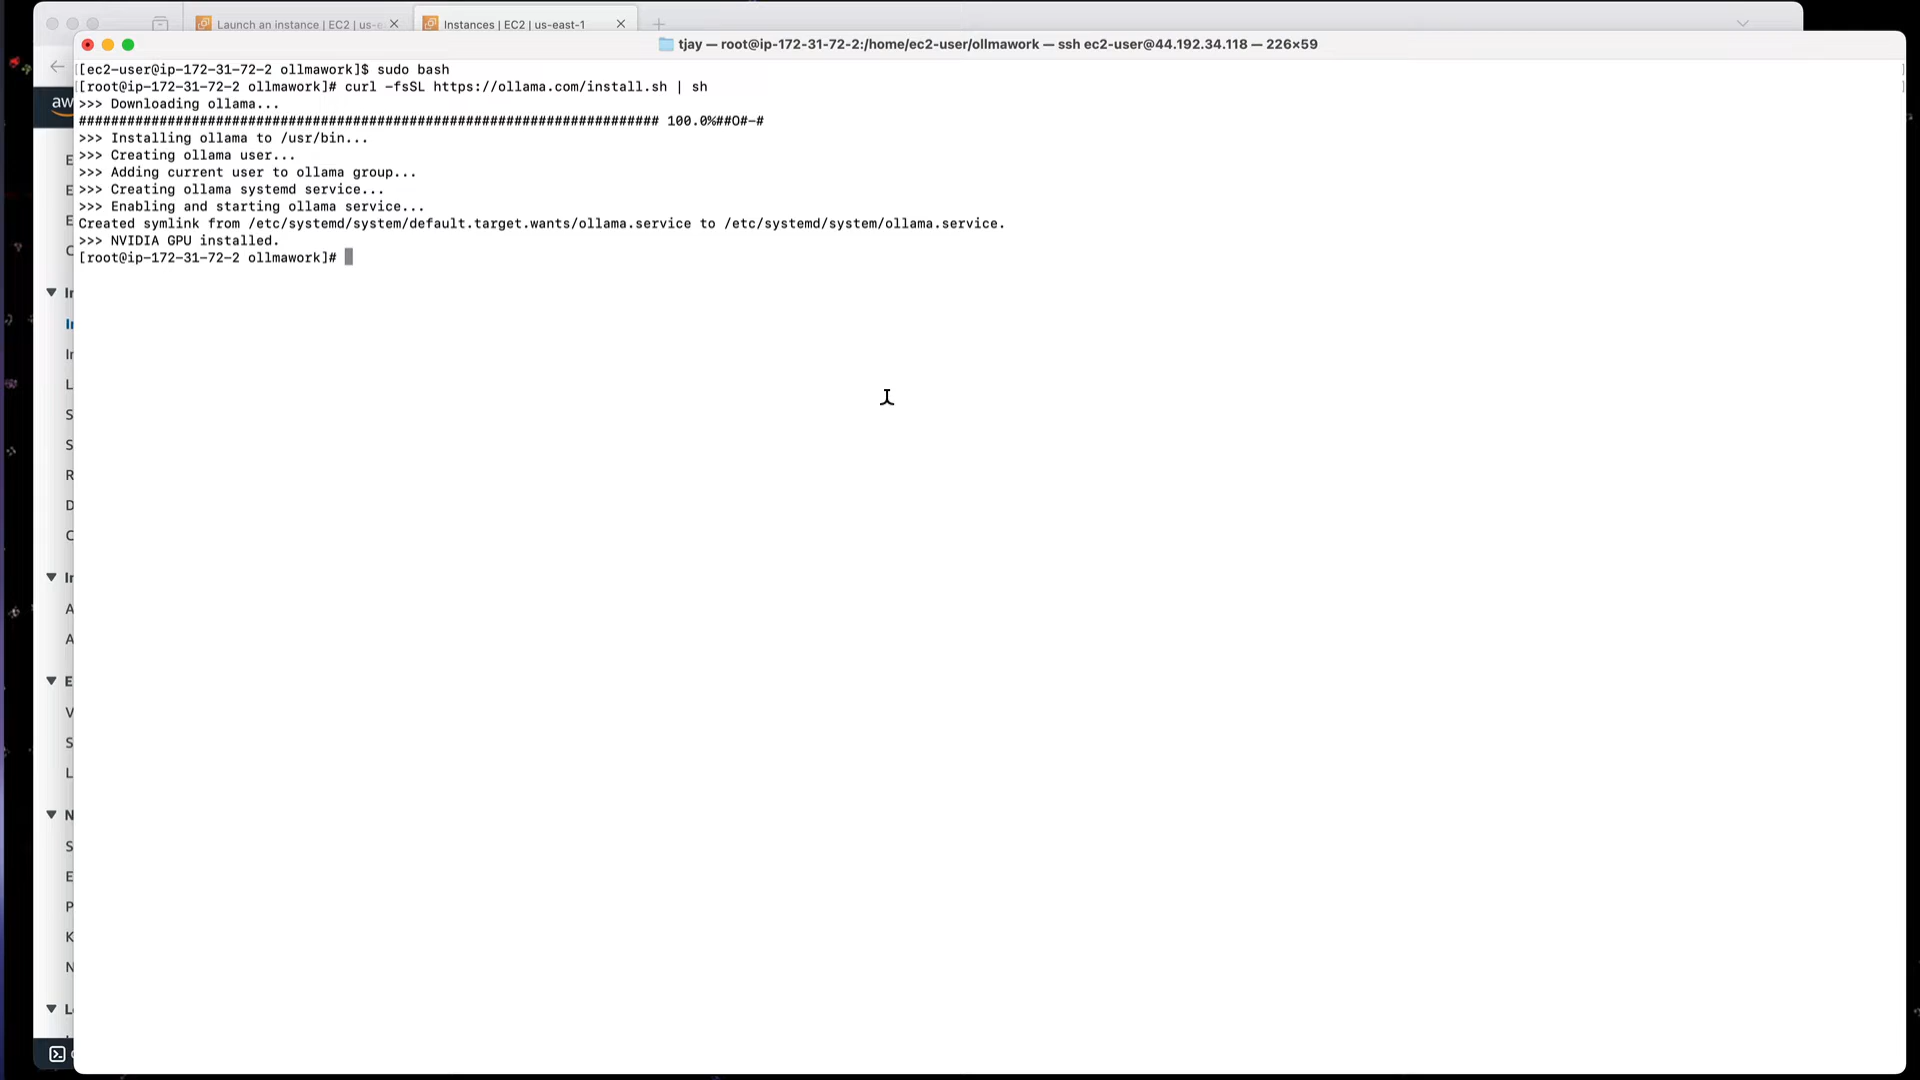 Launch an instance | EC2 | us-e
Instances | EC2 | us-east-1
tjay — root@ip-172-31-72-2:/home/ec2-user/ollmawork — ssh ec2-user@44.192.34.118 — 226×59
[[ec2-user@ip-172-31-72-2 ollmawork]$ sudo bash ]
[[root@ip-172-31-72-2 ollmawork]# curl -fsSL https://ollama.com/install.sh | sh ]
>>> Downloading ollama...
######################################################################## 100.0%##O#-#
>>> Installing ollama to /usr/bin...
>>> Creating ollama user...
>>> Adding current user to ollama group...
>>> Creating ollama systemd service...
>>> Enabling and starting ollama service...
Created symlink from /etc/systemd/system/default.target.wants/ollama.service to /etc/systemd/system/ollama.service.
>>> NVIDIA GPU installed.
[root@ip-172-31-72-2 ollmawork]#